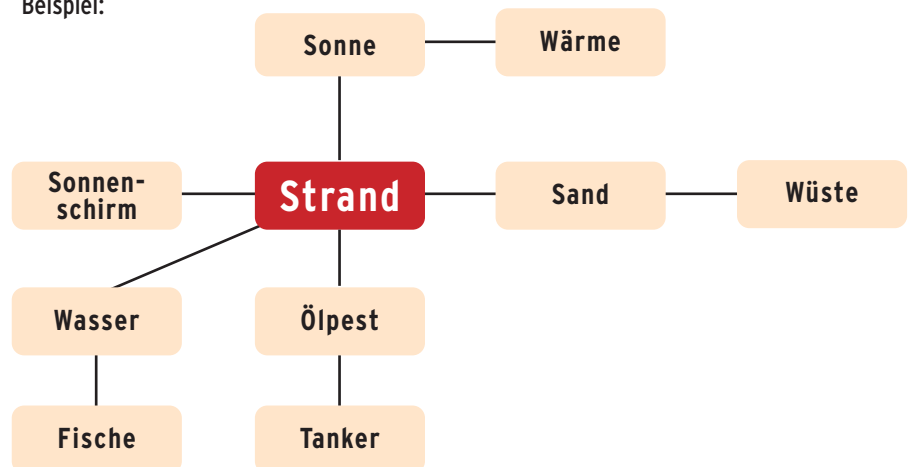 Beispiel:
Sonne
Wärme
Sonnen-
schirm
Strand
Sand
Wüste
Wasser
Ölpest
Fische
Tanker